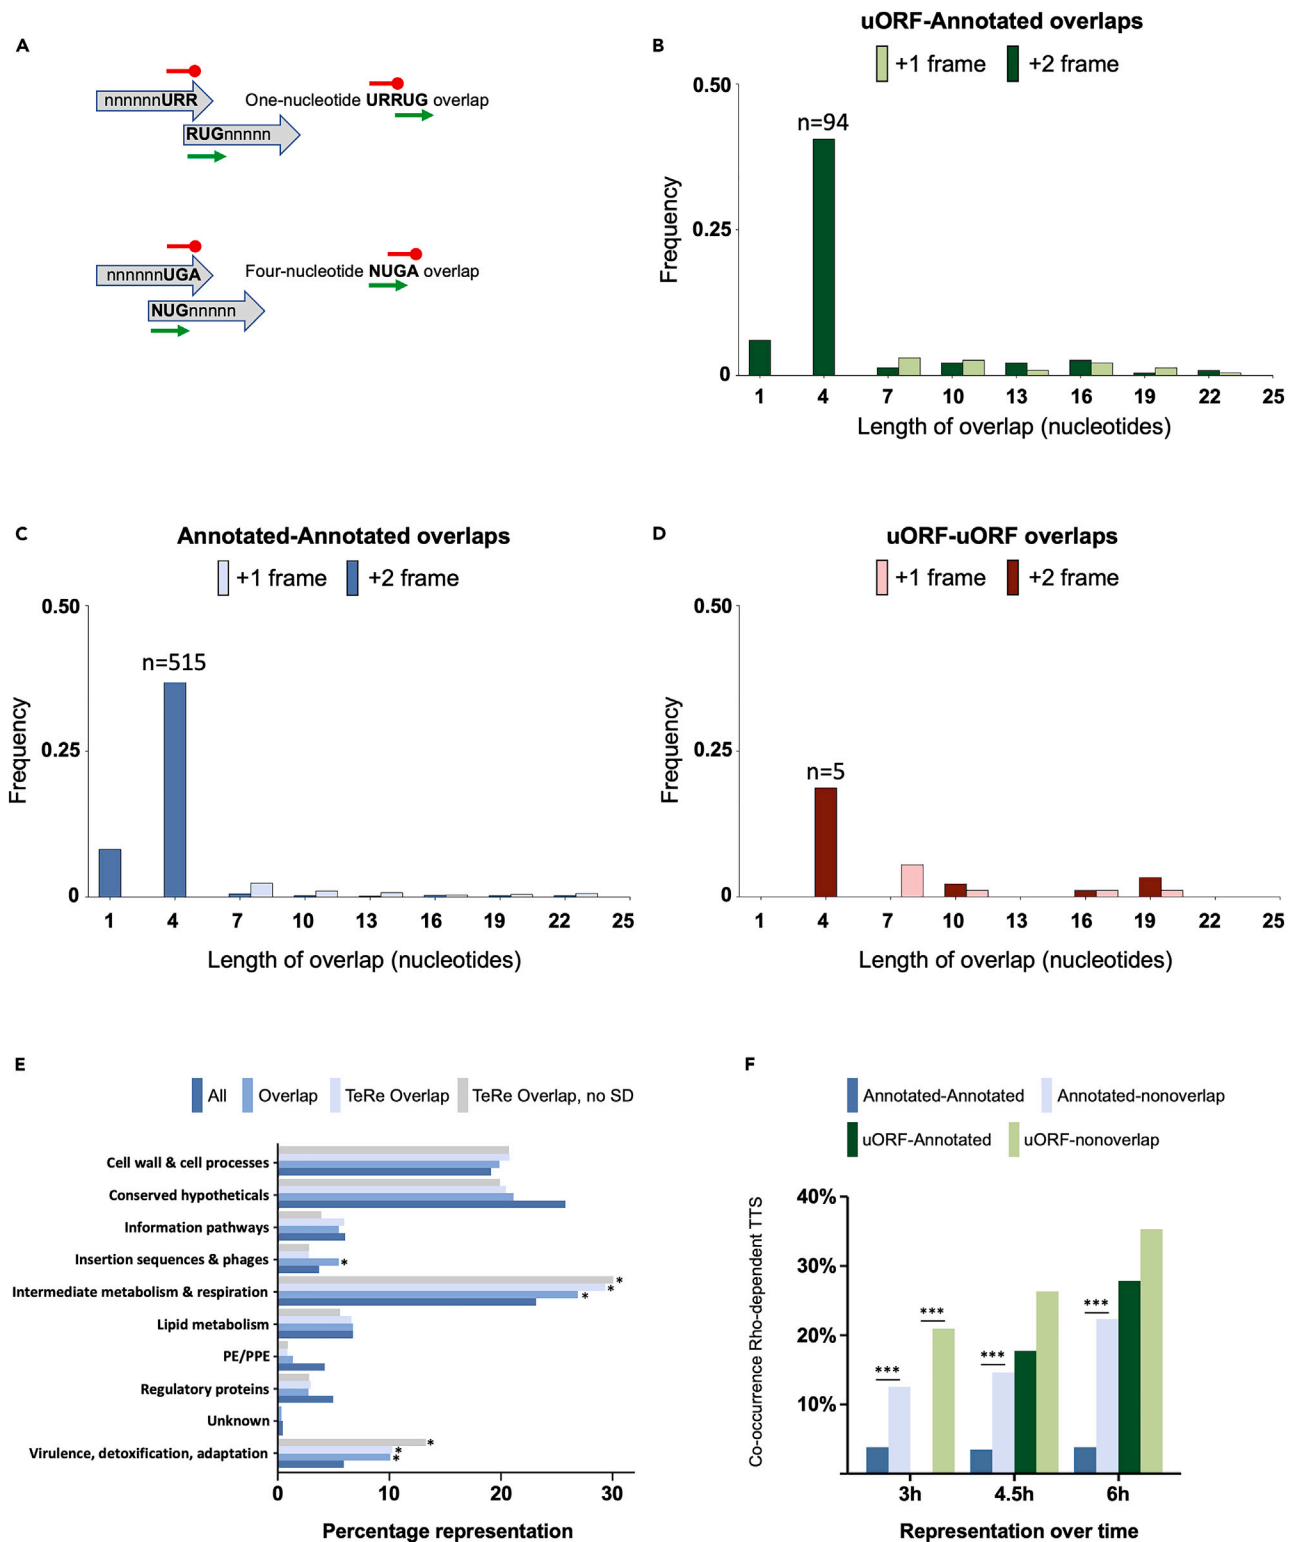 A
nnnnnnURR
RUGnnnnn
One-nucleotide URRUG overlap
nnnnnnUGA
NUGnnnnn
Four-nucleotide NUGA overlap
B
uORF-Annotated overlaps
+1 frame +2 frame
Frequency
0.50
0.25
0
n=94
1 4 7 10 13 16 19 22 25
Length of overlap (nucleotides)
C
Annotated-Annotated overlaps
+1 frame +2 frame
Frequency
0.50
0.25
0
n=515
1 4 7 10 13 16 19 22 25
Length of overlap (nucleotides)
D
uORF-uORF overlaps
+1 frame +2 frame
Frequency
0.50
0.25
0
n=5
1 4 7 10 13 16 19 22 25
Length of overlap (nucleotides)
E
All Overlap TeRe Overlap TeRe Overlap, no SD
Cell wall & cell processes
Conserved hypotheticals
Information pathways
Insertion sequences & phages *
Intermediate metabolism & respiration * * *
Lipid metabolism
PE/PPE
Regulatory proteins
Unknown
Virulence, detoxification, adaptation * * *
0 10 20 30
Percentage representation
F
Annotated-Annotated Annotated-nonoverlap
uORF-Annotated uORF-nonoverlap
Co-occurrence Rho-dependent TTS
40%
30%
20%
10%
*** *** *** ***
3h 4.5h 6h
Representation over time